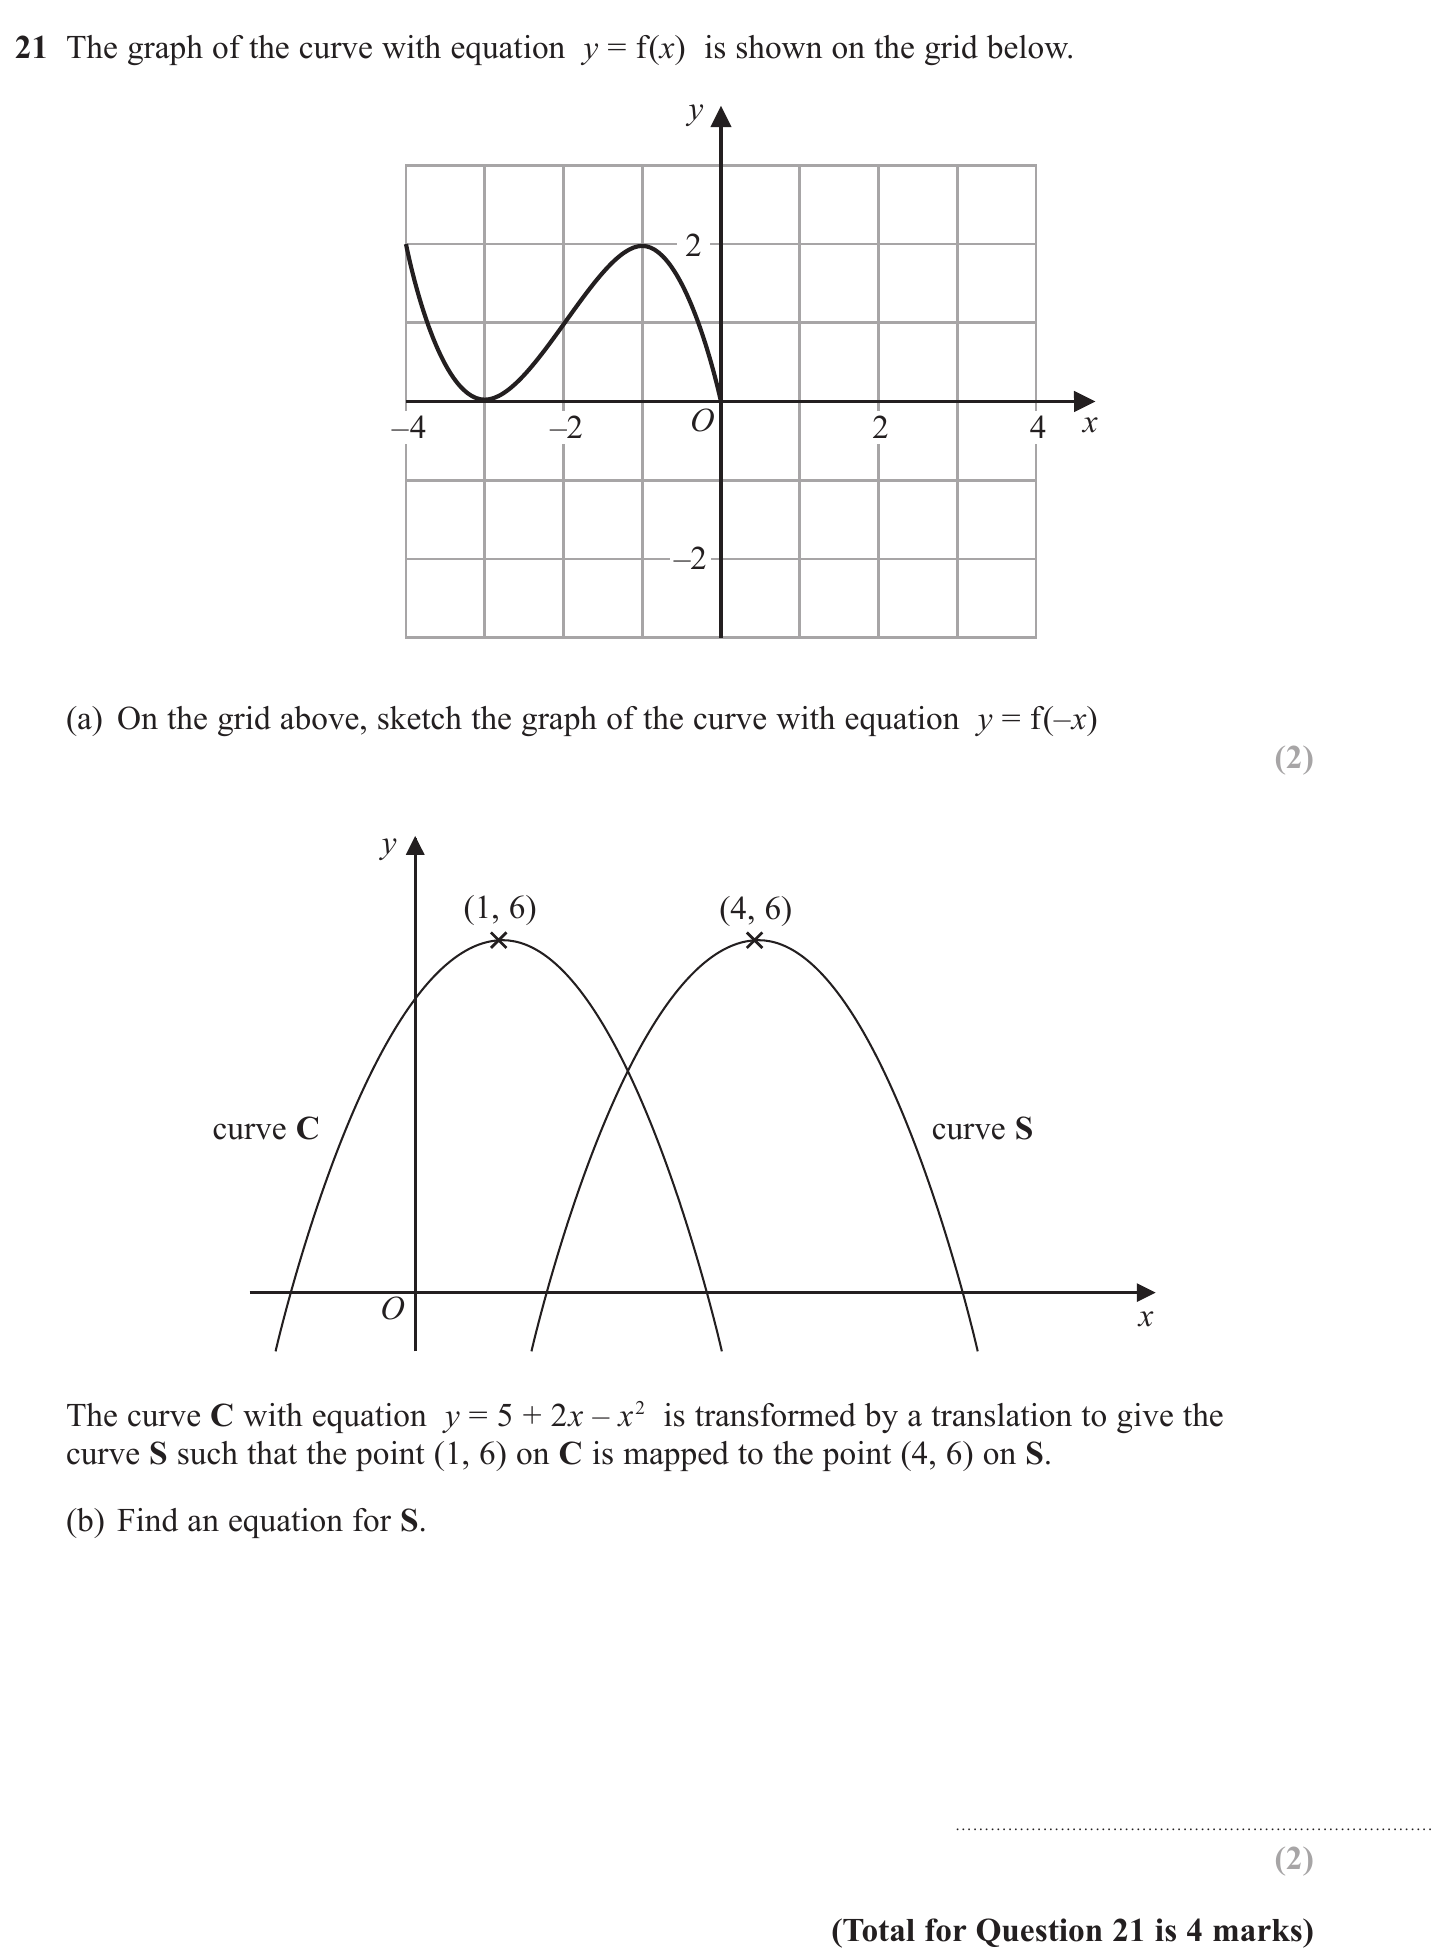 21 The graph of the curve with equation y = f(x) is shown on the grid below.
y
2
–4
–2
O
2
4
x
–2
(a) On the grid above, sketch the graph of the curve with equation y = f(–x)
(2)
y
(1, 6)
(4, 6)
curve C
curve S
O
x
The curve C with equation y = 5 + 2x – x² is transformed by a translation to give the
curve S such that the point (1, 6) on C is mapped to the point (4, 6) on S.
(b) Find an equation for S.
(2)
(Total for Question 21 is 4 marks)